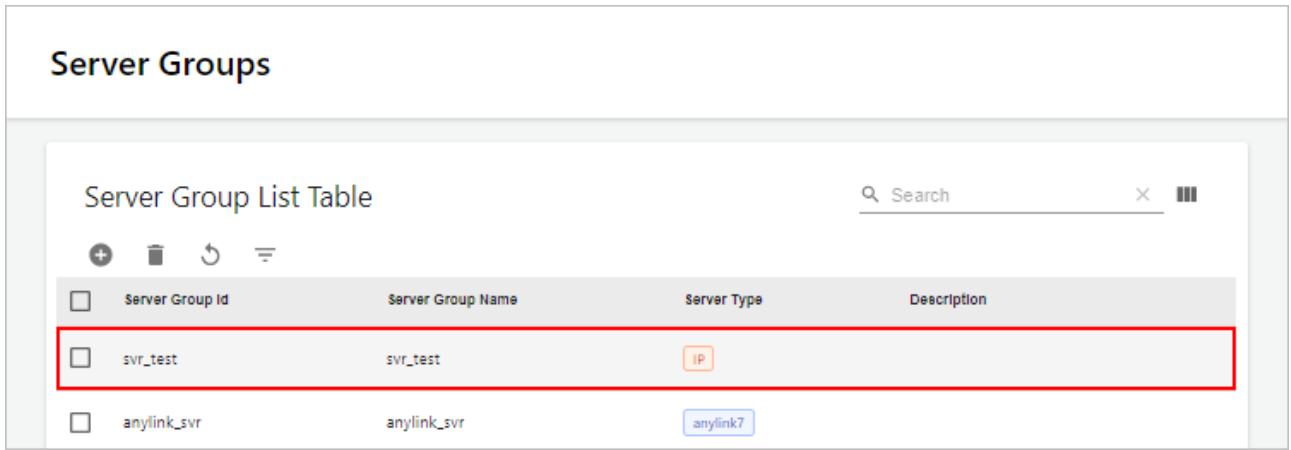 Server Groups
Server Group List Table
Search
Server Group Id Server Group Name Server Type Description
svr_test svr_test IP
anylink_svr anylink_svr anylink7